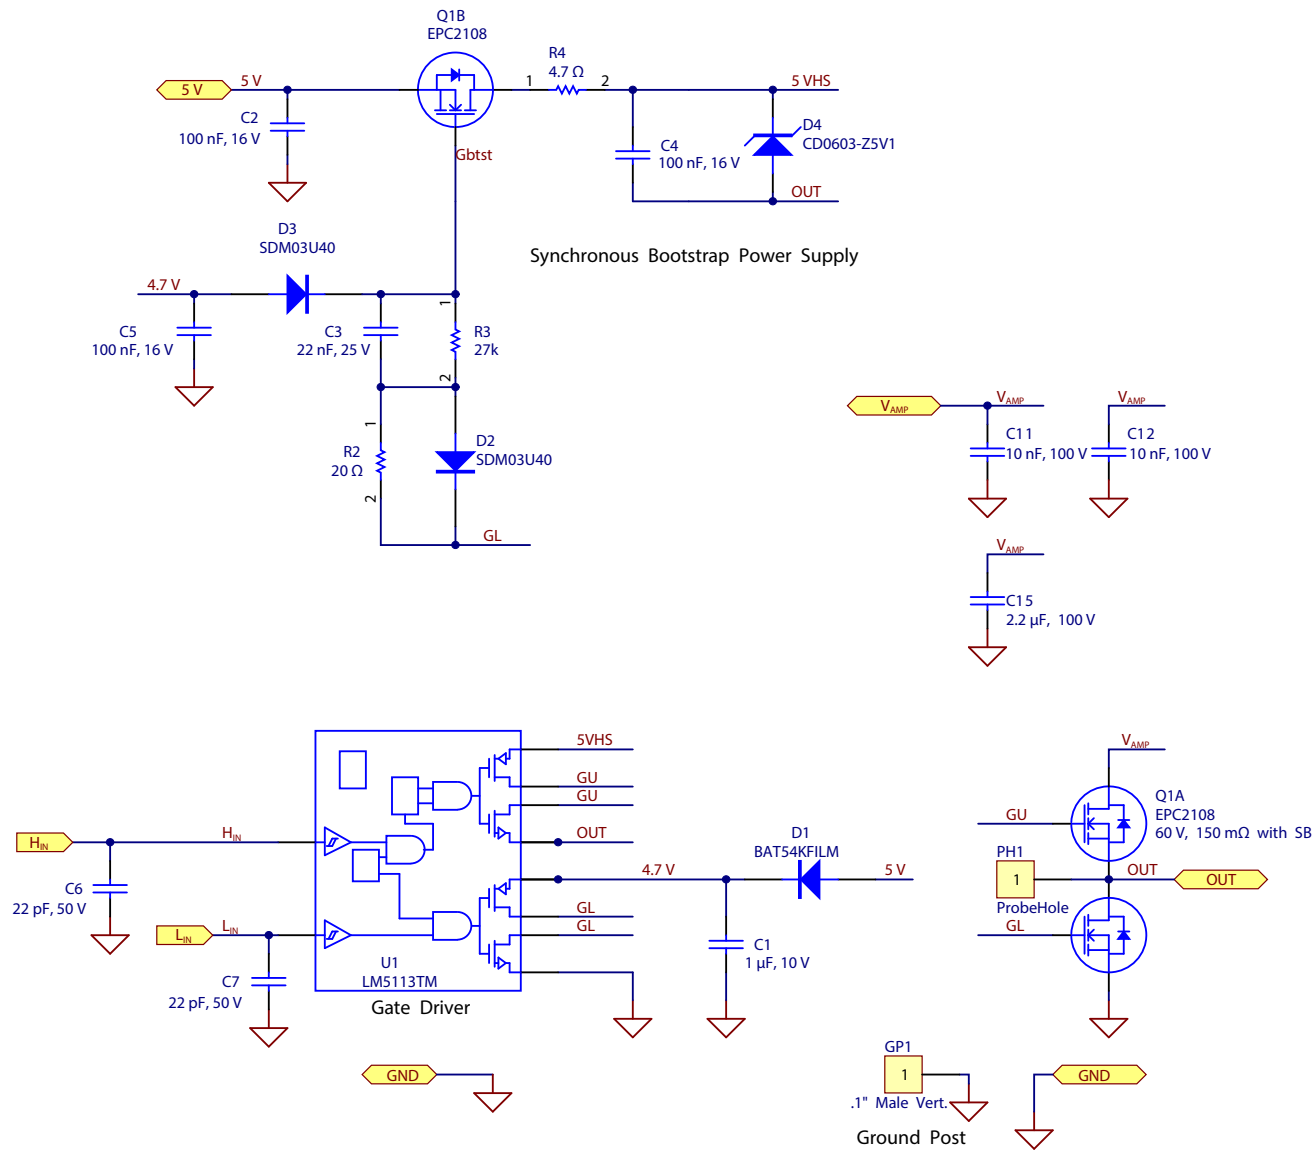 Q1B
EPC2108
R4
4.7 Ω
1
2
5 V
5 V
5 VHS
C2
100 nF, 16 V
Gbtst
C4
100 nF, 16 V
D4
CD0603-Z5V1
OUT
Synchronous Bootstrap Power Supply
D3
SDM03U40
4.7 V
C5
100 nF, 16 V
C3
22 nF, 25 V
1
R3
27k
2
1
R2
20 Ω
2
D2
SDM03U40
GL
VAMP
VAMP
C11
10 nF, 100 V
VAMP
C12
10 nF, 100 V
VAMP
C15
2.2 µF, 100 V
5VHS
GU
GU
OUT
HIN
HIN
C6
22 pF, 50 V
LIN
LIN
C7
22 pF, 50 V
U1
LM5113TM
Gate Driver
4.7 V
GL
GL
D1
BAT54KFILM
5 V
C1
1 µF, 10 V
VAMP
Q1A
EPC2108
60 V, 150 mΩ with SB
GU
PH1
1
ProbeHole
OUT
OUT
GL
GND
GP1
1
.1" Male Vert.
Ground Post
GND